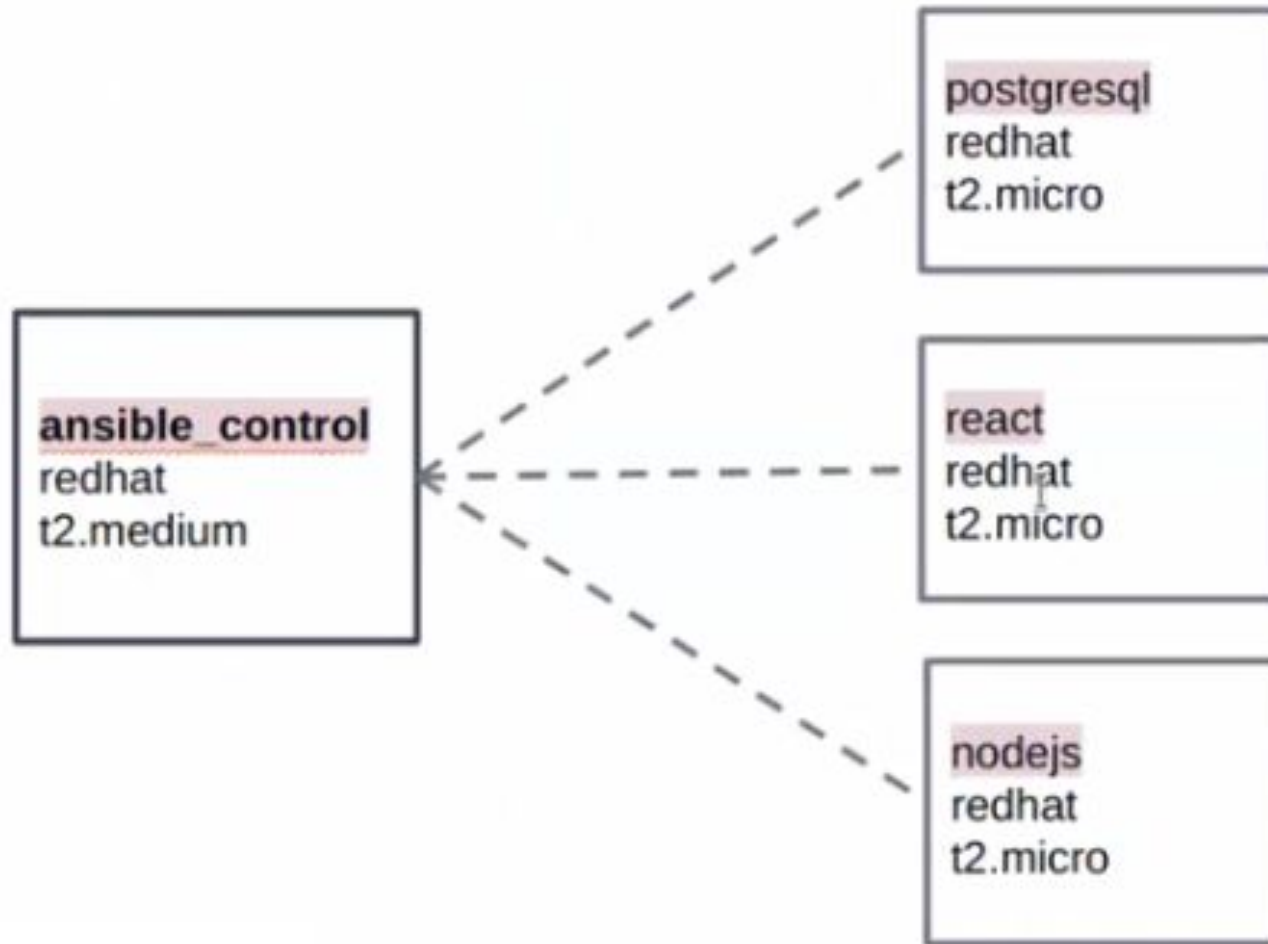 postgresql
redhat
t2.micro
ansible_control
redhat
t2.medium
react
redhat
t2.micro
nodejs
redhat
t2.micro